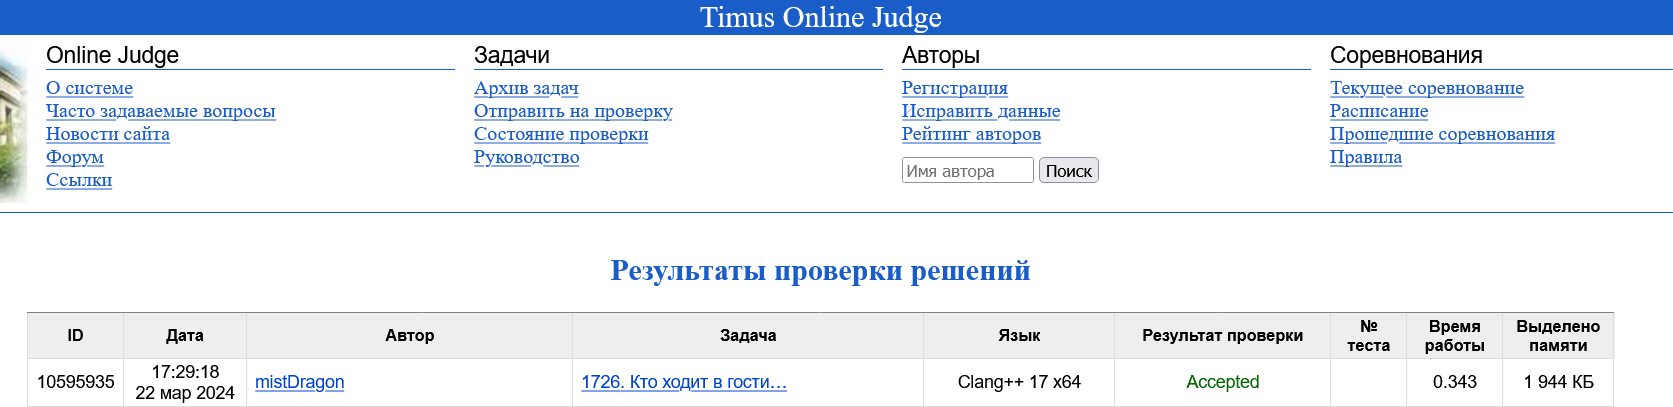 Timus Online Judge
Online Judge
О системе
Часто задаваемые вопросы
Новости сайта
Форум
Ссылки
Задачи
Архив задач
Отправить на проверку
Состояние проверки
Руководство
Авторы
Регистрация
Исправить данные
Рейтинг авторов
Имя автора Поиск
Соревнования
Текущее соревнование
Расписание
Прошедшие соревнования
Правила
Результаты проверки решений
ID Дата Автор Задача Язык Результат проверки № теста Время работы Выделено памяти
10595935 17:29:18 22 мар 2024 mistDragon 1726. Кто ходит в гости… Clang++ 17 x64 Accepted 0.343 1 944 КБ